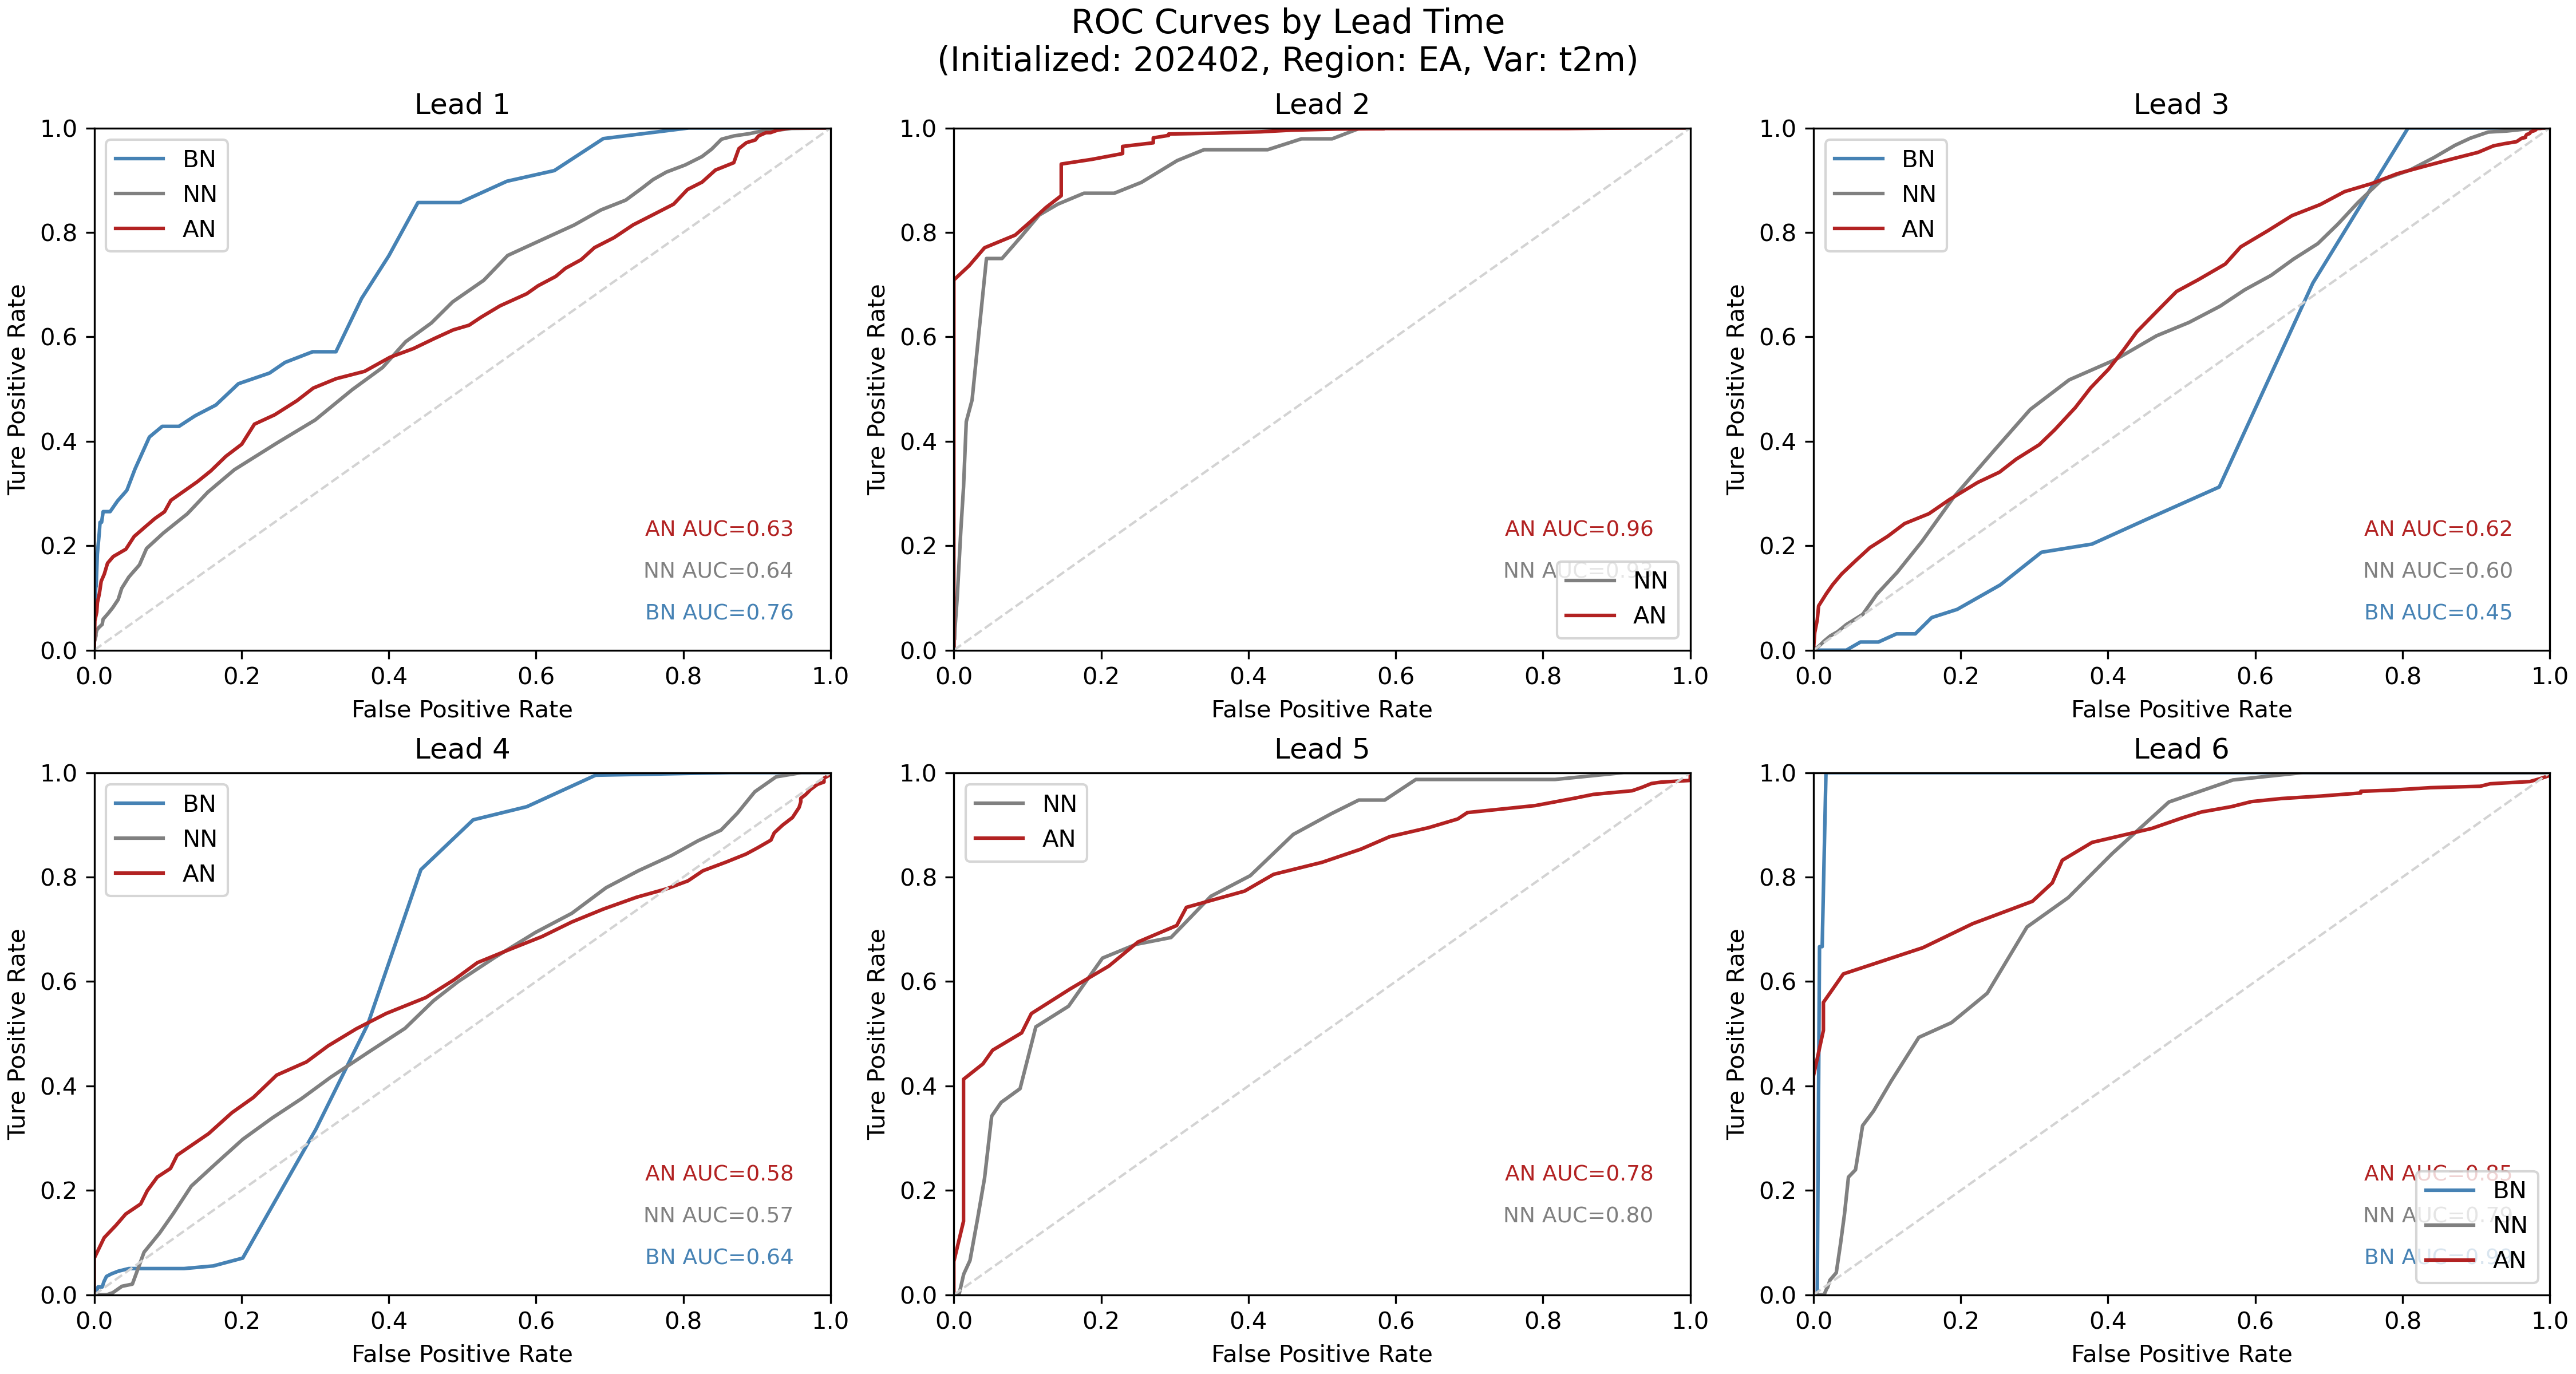 ROC Curves by Lead Time
(Initialized: 202402, Region: EA, Var: t2m)
Lead 1
1.0
0.8
0.6
0.4
0.2
0.0
Ture Positive Rate
BN
NN
AN
AN AUC=0.63
NN AUC=0.64
BN AUC=0.76
0.0 0.2 0.4 0.6 0.8 1.0
False Positive Rate
Lead 2
1.0
0.8
0.6
0.4
0.2
0.0
Ture Positive Rate
AN AUC=0.96
NN AUC=0.93
NN
AN
0.0 0.2 0.4 0.6 0.8 1.0
False Positive Rate
Lead 3
1.0
0.8
0.6
0.4
0.2
0.0
Ture Positive Rate
BN
NN
AN
AN AUC=0.62
NN AUC=0.60
BN AUC=0.45
0.0 0.2 0.4 0.6 0.8 1.0
False Positive Rate
Lead 4
1.0
0.8
0.6
0.4
0.2
0.0
Ture Positive Rate
BN
NN
AN
AN AUC=0.58
NN AUC=0.57
BN AUC=0.64
0.0 0.2 0.4 0.6 0.8 1.0
False Positive Rate
Lead 5
1.0
0.8
0.6
0.4
0.2
0.0
Ture Positive Rate
NN
AN
AN AUC=0.78
NN AUC=0.80
0.0 0.2 0.4 0.6 0.8 1.0
False Positive Rate
Lead 6
1.0
0.8
0.6
0.4
0.2
0.0
Ture Positive Rate
AN AUC=0.85
NN AUC=0.79
BN
BN
NN
AN
0.0 0.2 0.4 0.6 0.8 1.0
False Positive Rate